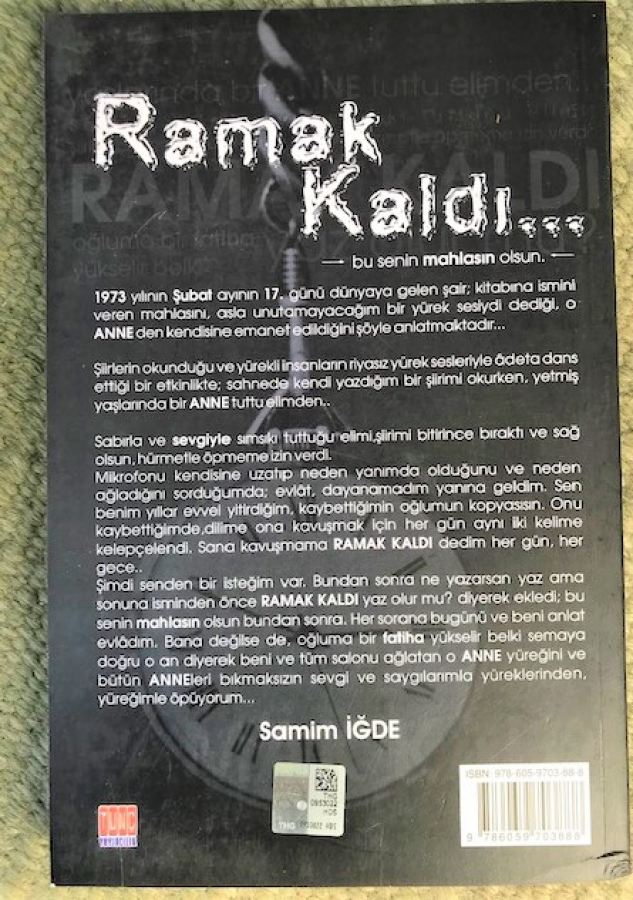 Ramak
Kaldı...
bu senin mahlasın olsun.
1973 yılının Şubat ayının 17. günü dünyaya gelen şair; kitabına ismini
veren mahlasını, asla unutamayacağım bir yürek sesiydi dediği, o
ANNE den kendisine emanet edildiğini şöyle anlatmaktadır...
Şiirlerin okunduğu ve yürekli insanların riyasız yürek sesleriyle âdeta dans
ettiği bir etkinlikte; sahnede kendi yazdığım bir şiirimi okurken, yetmiş
yaşlarında bir ANNE tuttu elimden..
Sabırla ve sevgiyle sımsıkı tuttuğu elimi,şiirimi bitirince bıraktı ve sağ
olsun, hürmetle öpmeme izin verdi.
Mikrofonu kendisine uzatıp neden yanımda olduğunu ve neden
ağladığını sorduğumda; evlât, dayanamadım yanına geldim. Sen
benim yıllar evvel yitirdiğim, kaybettiğimin oğlumun kopyasısın. Onu
kaybettiğimde,dilime ona kavuşmak için her gün aynı iki kelime
kelepçelendi. Sana kavuşmama RAMAK KALDI dedim her gün, her
gece..
Şimdi senden bir isteğim var. Bundan sonra ne yazarsan yaz ama
sonuna isminden önce RAMAK KALDI yaz olur mu? diyerek ekledi; bu
senin mahlasın olsun bundan sonra. Her sorana bugünü ve beni anlat
evlâdım. Bana değilse de, oğluma bir fatiha yükselir belki semaya
doğru o an diyerek beni ve tüm salonu ağlatan o ANNE yüreğini ve
bütün ANNEleri bıkmaksızın sevgi ve saygılarımla yüreklerinden,
yüreğimle öpüyorum...
Samim İĞDE
ISBN: 978-605-9703-88-8
9 786059 703888
THG
0953022
THG
TUNÇ
YAYINCILIK